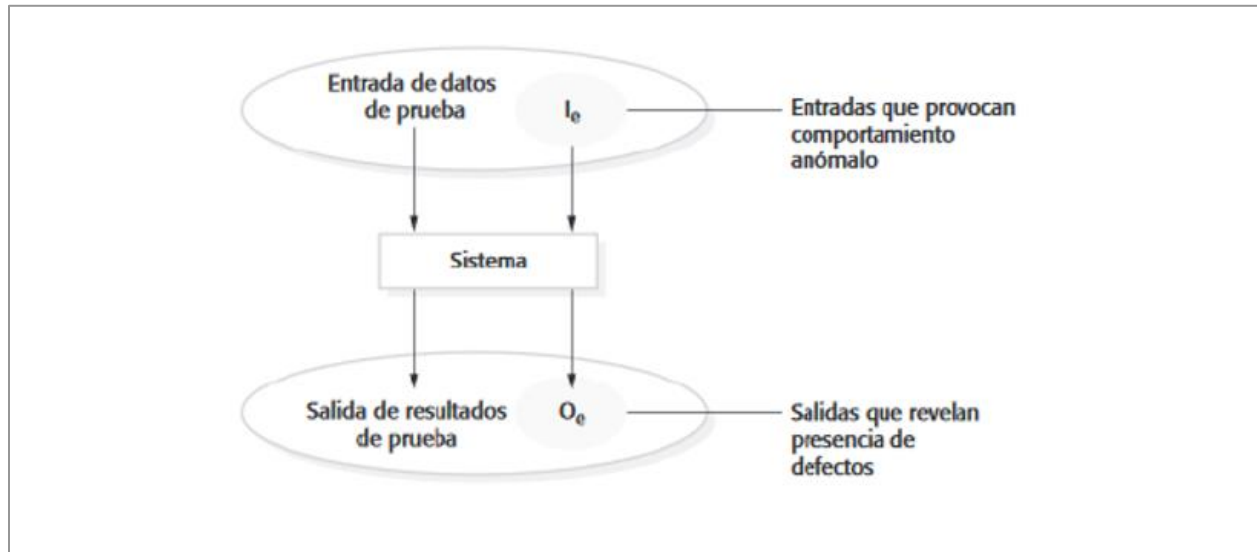 Entrada de datos
de prueba
Ie
Entradas que provocan
comportamiento
anómalo
Sistema
Salida de resultados
de prueba
Oe
Salidas que revelan
presencia de
defectos